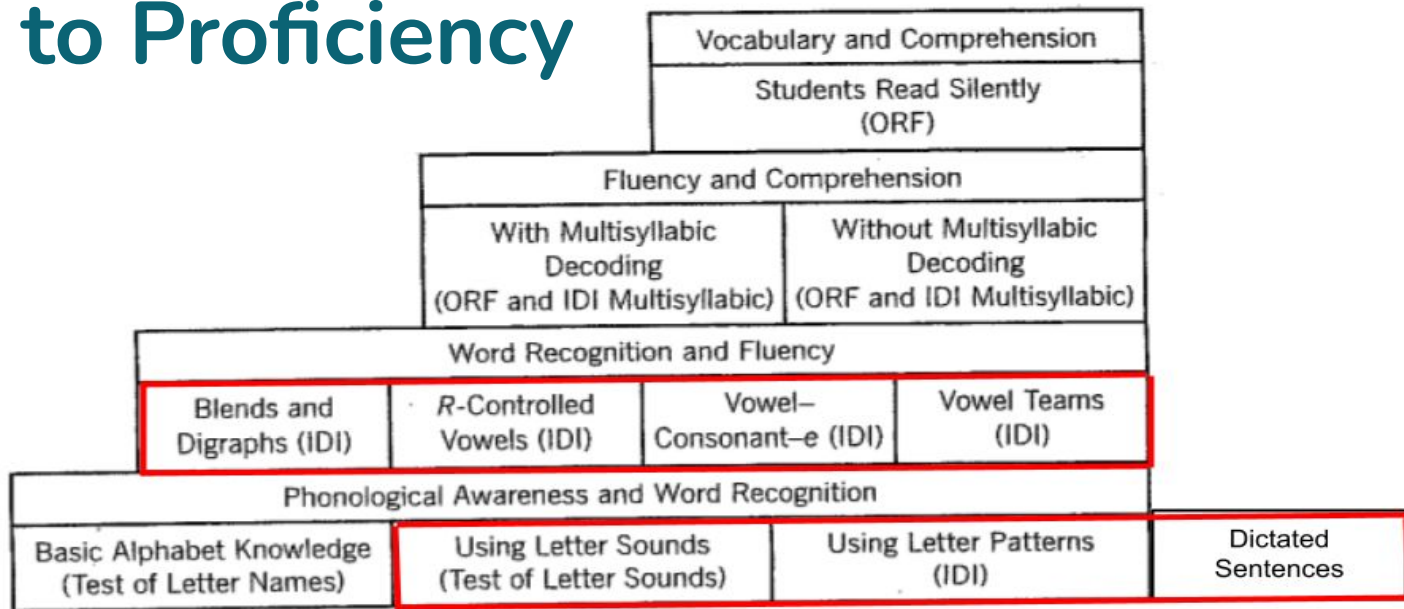 to Proficiency
Vocabulary and Comprehension
Students Read Silently
(ORF)
Fluency and Comprehension
With Multisyllabic
Decoding
(ORF and IDI Multisyllabic)
Without Multisyllabic
Decoding
(ORF and IDI Multisyllabic)
Word Recognition and Fluency
Blends and
Digraphs (IDI)
R-Controlled
Vowels (IDI)
Vowel–
Consonant–e (IDI)
Vowel Teams
(IDI)
Phonological Awareness and Word Recognition
Basic Alphabet Knowledge
(Test of Letter Names)
Using Letter Sounds
(Test of Letter Sounds)
Using Letter Patterns
(IDI)
Dictated
Sentences